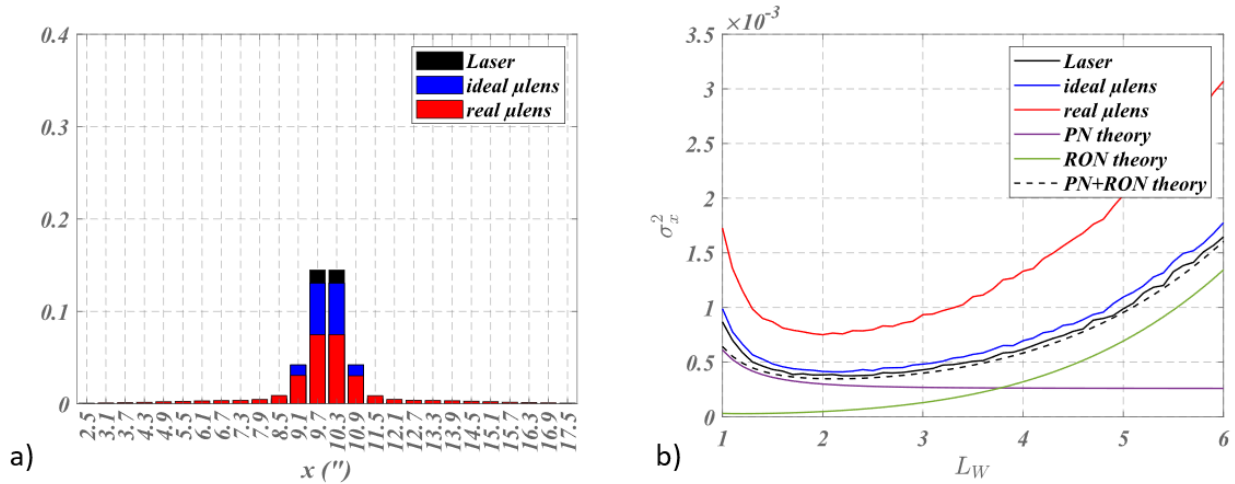 0.4
0.3
0.2
0.1
0
Laser
ideal μlens
real μlens
2.5 3.1 3.7 4.3 4.9 5.5 6.1 6.7 7.3 7.9 8.5 9.1 9.7 10.3 10.9 11.5 12.1 12.7 13.3 13.9 14.5 15.1 15.7 16.3 16.9 17.5
x (")
a)
×10⁻³
3.5
3
2.5
2
1.5
1
0.5
0
σₓ²
Laser
ideal μlens
real μlens
PN theory
RON theory
PN+RON theory
1 2 3 4 5 6
L_W
b)